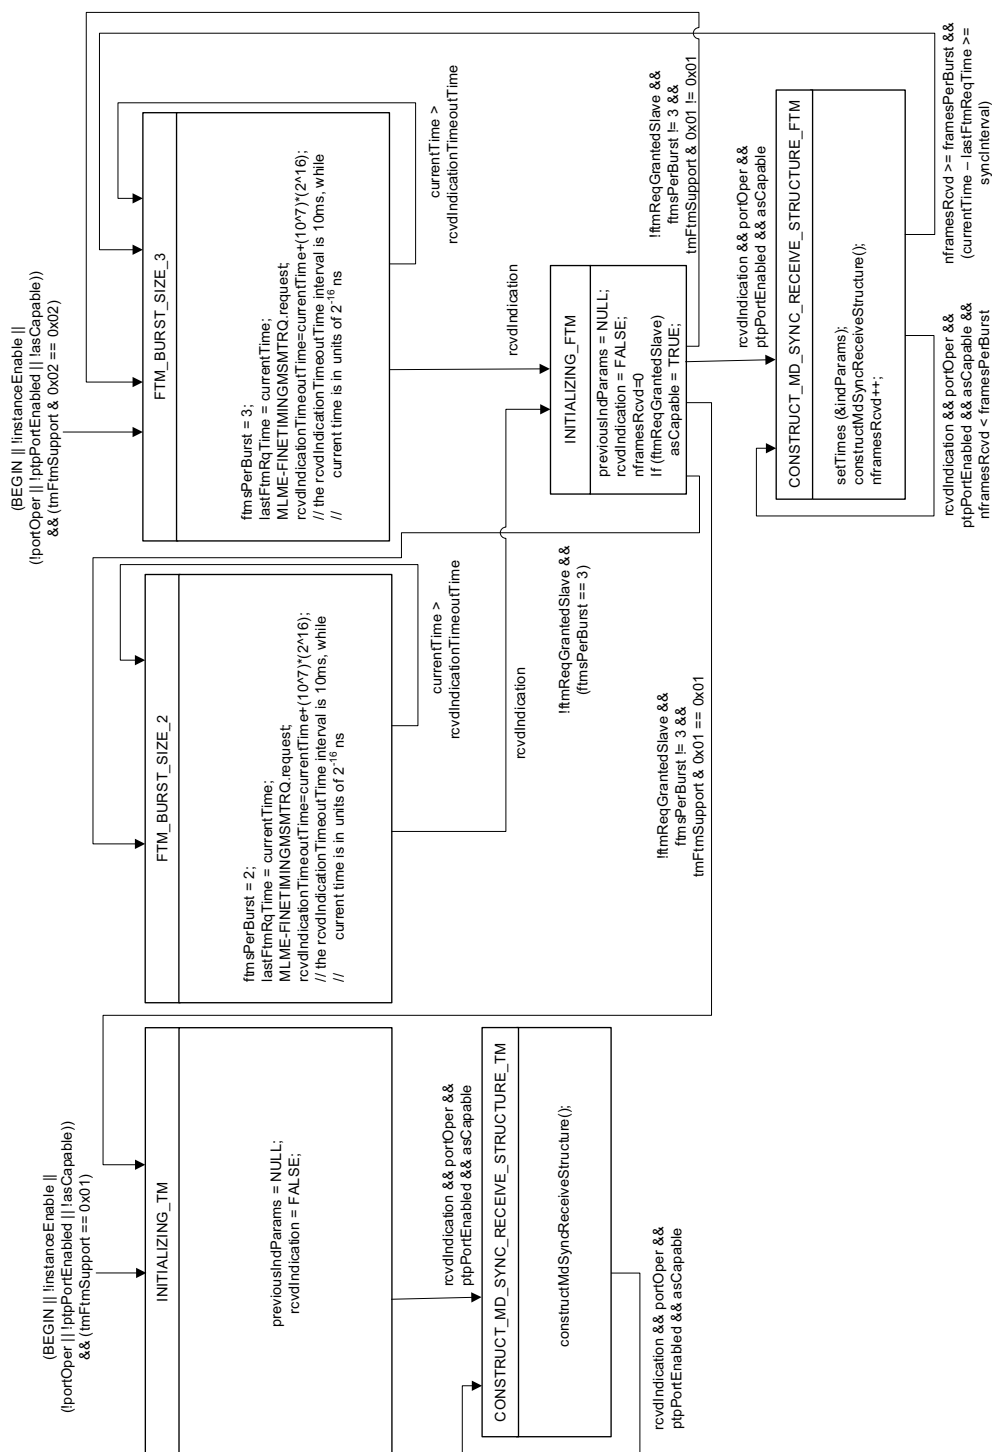 (BEGIN || !instanceEnable ||
(!portOper || !ptpPortEnabled || !asCapable))
&& (tmFtmSupport == 0x01)
INITIALIZING_TM
previousIndParams = NULL;
rcvdIndication = FALSE;
rcvdIndication && portOper &&
ptpPortEnabled && asCapable
CONSTRUCT_MD_SYNC_RECEIVE_STRUCTURE_TM
constructMdSyncReceiveStructure();
rcvdIndication && portOper &&
ptpPortEnabled && asCapable
FTM_BURST_SIZE_2
ftmsPerBurst = 2;
lastFtmRqTime = currentTime;
MLME-FINETIMINGMSMTRQ.request;
rcvdIndicationTimeoutTime=currentTime+(10^7)*(2^16);
// the rcvdIndicationTimeoutTime interval is 10ms, while
// current time is in units of 2-16 ns
currentTime >
rcvdIndicationTimeoutTime
rcvdIndication
(BEGIN || !instanceEnable ||
(!portOper || !ptpPortEnabled || !asCapable))
&& (tmFtmSupport & 0x02 == 0x02)
FTM_BURST_SIZE_3
ftmsPerBurst = 3;
lastFtmRqTime = currentTime;
MLME-FINETIMINGMSMTRQ.request;
rcvdIndicationTimeoutTime=currentTime+(10^7)*(2^16);
// the rcvdIndicationTimeoutTime interval is 10ms, while
// current time is in units of 2-16 ns
currentTime >
rcvdIndicationTimeoutTime
rcvdIndication
INITIALIZING_FTM
previousIndParams = NULL;
rcvdIndication = FALSE;
nframesRcvd=0
If (ftmReqGrantedSlave)
asCapable = TRUE;
!ftmReqGrantedSlave &&
(ftmsPerBurst == 3)
!ftmReqGrantedSlave &&
ftmsPerBurst != 3 &&
tmFtmSupport & 0x01 == 0x01
!ftmReqGrantedSlave &&
ftmsPerBurst != 3 &&
tmFtmSupport & 0x01 != 0x01
rcvdIndication && portOper &&
ptpPortEnabled && asCapable
CONSTRUCT_MD_SYNC_RECEIVE_STRUCTURE_FTM
setTimes (&indParams);
constructMdSyncReceiveStructure();
nframesRcvd++;
rcvdIndication && portOper &&
ptpPortEnabled && asCapable &&
nframesRcvd < framesPerBurst
nframesRcvd >= framesPerBurst &&
(currentTime – lastFtmReqTime >=
syncInterval)